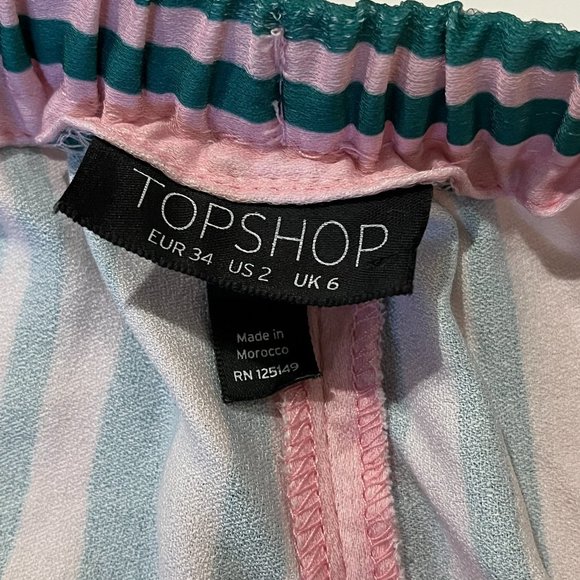 TOPSHOP
EUR 34 US 2 UK 6
Made in
Morocco
RN 125149